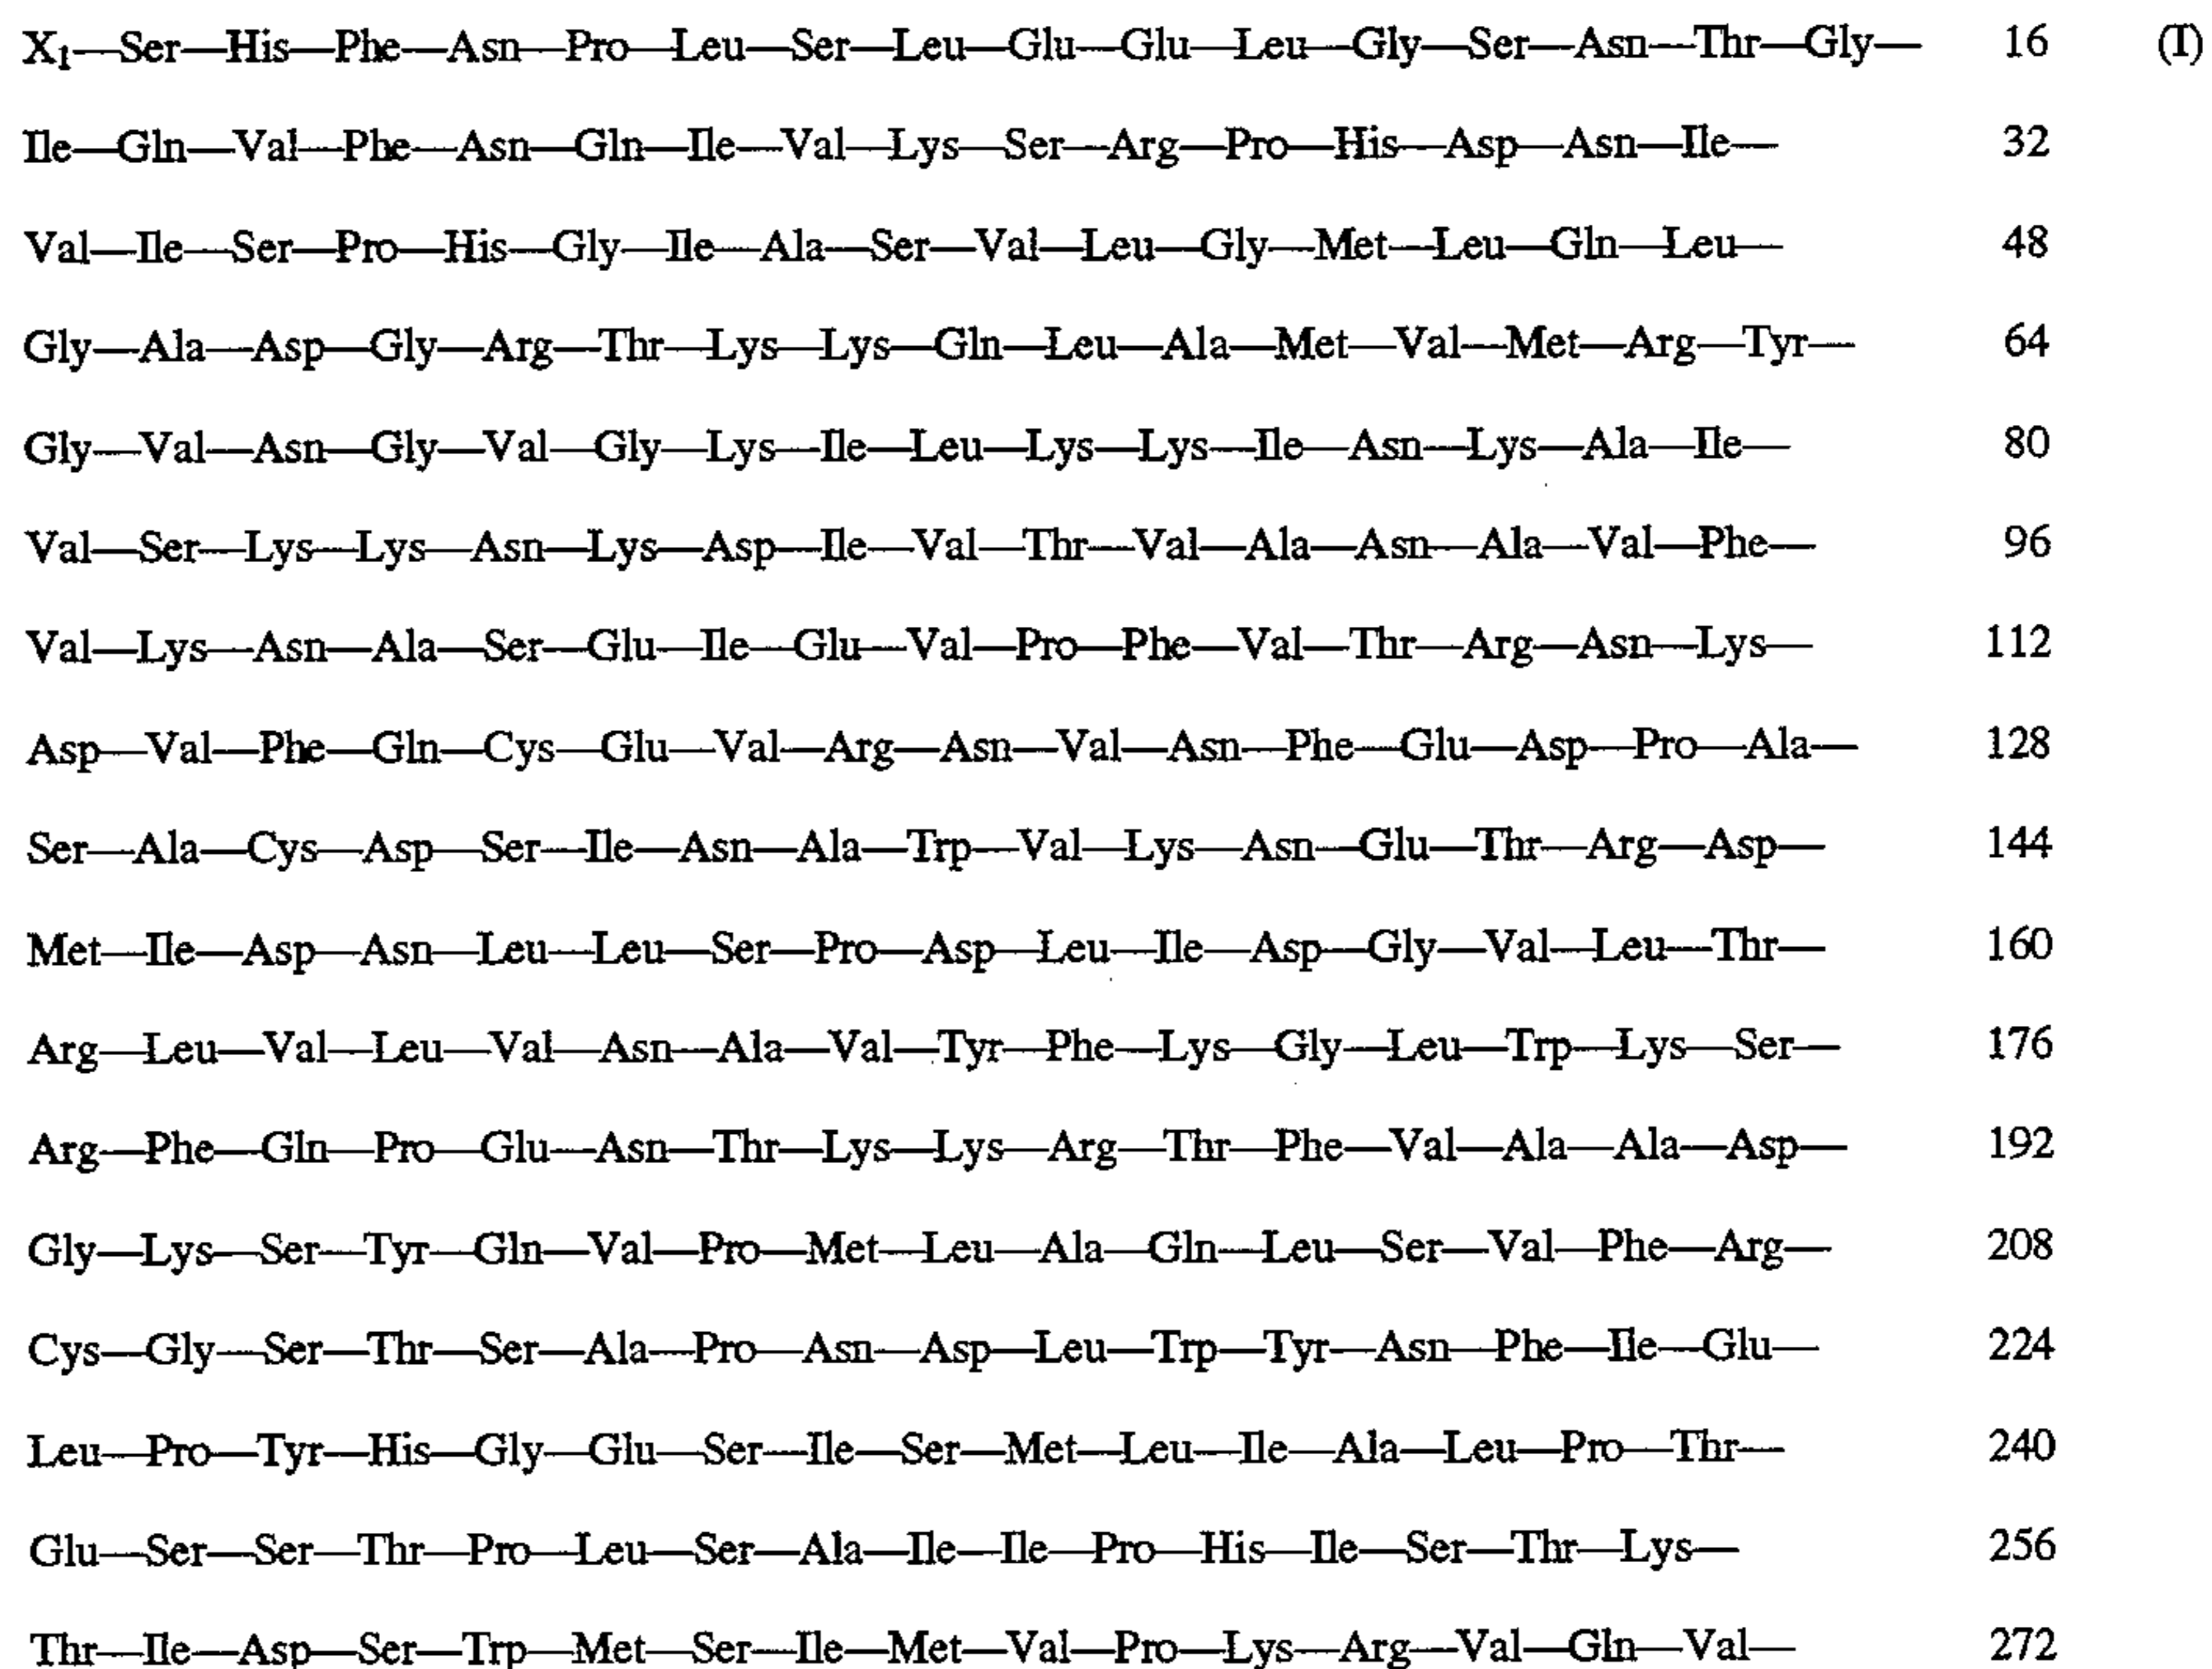 X₁—Ser—His—Phe—Asn—Pro—Leu—Ser—Leu—Glu—Glu—Leu—Gly—Ser—Asn—Thr—Gly— 16 (I)
Ile—Gln—Val—Phe—Asn—Gln—Ile—Val—Lys—Ser—Arg—Pro—His—Asp—Asn—Ile— 32
Val—Ile—Ser—Pro—His—Gly—Ile—Ala—Ser—Val—Leu—Gly—Met—Leu—Gln—Leu— 48
Gly—Ala—Asp—Gly—Arg—Thr—Lys—Lys—Gln—Leu—Ala—Met—Val—Met—Arg—Tyr— 64
Gly—Val—Asn—Gly—Val—Gly—Lys—Ile—Leu—Lys—Lys—Ile—Asn—Lys—Ala—Ile— 80
Val—Ser—Lys—Lys—Asn—Lys—Asp—Ile—Val—Thr—Val—Ala—Asn—Ala—Val—Phe— 96
Val—Lys—Asn—Ala—Ser—Glu—Ile—Glu—Val—Pro—Phe—Val—Thr—Arg—Asn—Lys— 112
Asp—Val—Phe—Gln—Cys—Glu—Val—Arg—Asn—Val—Asn—Phe—Glu—Asp—Pro—Ala— 128
Ser—Ala—Cys—Asp—Ser—Ile—Asn—Ala—Trp—Val—Lys—Asn—Glu—Thr—Arg—Asp— 144
Met—Ile—Asp—Asn—Leu—Leu—Ser—Pro—Asp—Leu—Ile—Asp—Gly—Val—Leu—Thr— 160
Arg—Leu—Val—Leu—Val—Asn—Ala—Val—Tyr—Phe—Lys—Gly—Leu—Trp—Lys—Ser— 176
Arg—Phe—Gln—Pro—Glu—Asn—Thr—Lys—Lys—Arg—Thr—Phe—Val—Ala—Ala—Asp— 192
Gly—Lys—Ser—Tyr—Gln—Val—Pro—Met—Leu—Ala—Gln—Leu—Ser—Val—Phe—Arg— 208
Cys—Gly—Ser—Thr—Ser—Ala—Pro—Asn—Asp—Leu—Trp—Tyr—Asn—Phe—Ile—Glu— 224
Leu—Pro—Tyr—His—Gly—Glu—Ser—Ile—Ser—Met—Leu—Ile—Ala—Leu—Pro—Thr— 240
Glu—Ser—Ser—Thr—Pro—Leu—Ser—Ala—Ile—Ile—Pro—His—Ile—Ser—Thr—Lys— 256
Thr—Ile—Asp—Ser—Trp—Met—Ser—Ile—Met—Val—Pro—Lys—Arg—Val—Gln—Val— 272